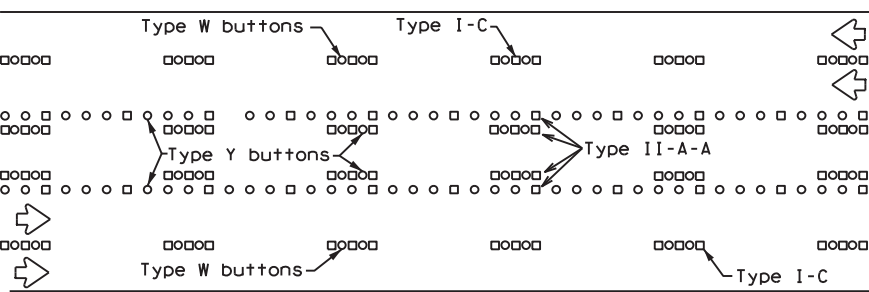 Type W buttons
Type I-C
Type Y buttons
Type II-A-A
Type W buttons
Type I-C